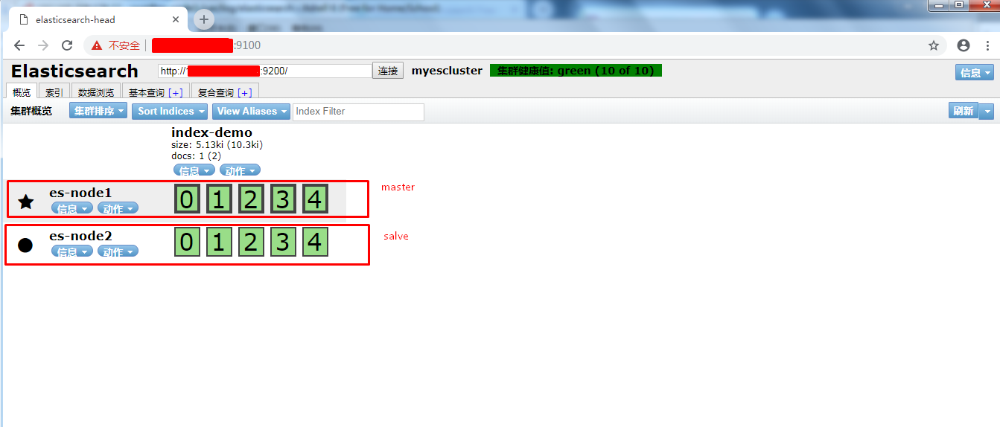 elasticsearch-head
不安全 :9100
Elasticsearch http:// :9200/ 连接 myescluster 集群健康值: green (10 of 10) 信息
概览 索引 数据浏览 基本查询 [+] 复合查询 [+]
集群概览 集群排序 Sort Indices View Aliases Index Filter 刷新
index-demo
size: 5.13ki (10.3ki)
docs: 1 (2)
信息 动作
es-node1 0 1 2 3 4 master
信息 动作
es-node2 0 1 2 3 4 salve
信息 动作